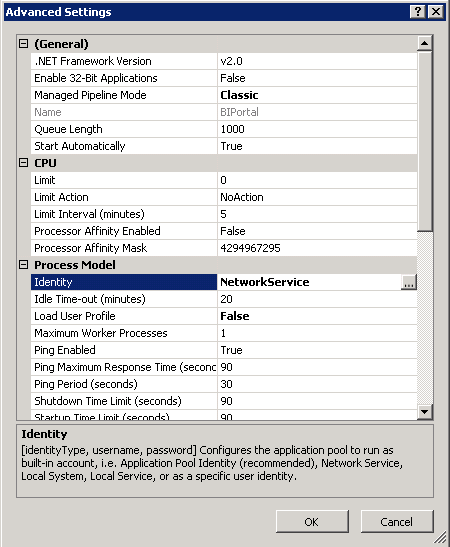 Advanced Settings
(General)
.NET Framework Version v2.0
Enable 32-Bit Applications False
Managed Pipeline Mode Classic
Name BIPortal
Queue Length 1000
Start Automatically True
CPU
Limit 0
Limit Action NoAction
Limit Interval (minutes) 5
Processor Affinity Enabled False
Processor Affinity Mask 4294967295
Process Model
Identity NetworkService ...
Idle Time-out (minutes) 20
Load User Profile False
Maximum Worker Processes 1
Ping Enabled True
Ping Maximum Response Time (second 90
Ping Period (seconds) 30
Shutdown Time Limit (seconds) 90
Startup Time Limit (seconds) 90
Identity
[identityType, username, password] Configures the application pool to run as
built-in account, i.e. Application Pool Identity (recommended), Network Service,
Local System, Local Service, or as a specific user identity.
OK Cancel